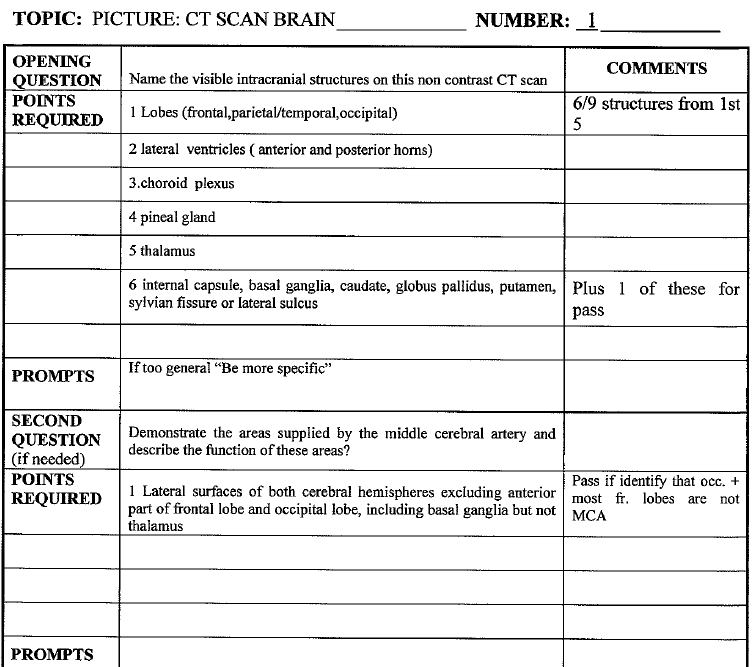 TOPIC: PICTURE: CT SCAN BRAIN NUMBER: 1
OPENING QUESTION
Name the visible intracranial structures on this non contrast CT scan
COMMENTS
POINTS REQUIRED
1 Lobes (frontal,parietal/temporal,occipital)
6/9 structures from 1st
5
2 lateral ventricles ( anterior and posterior horns)
3.choroid plexus
4 pineal gland
5 thalamus
6 internal capsule, basal ganglia, caudate, globus pallidus, putamen,
sylvian fissure or lateral sulcus
Plus 1 of these for
pass
PROMPTS
If too general “Be more specific”
SECOND
QUESTION
(if needed)
Demonstrate the areas supplied by the middle cerebral artery and
describe the function of these areas?
POINTS
REQUIRED
1 Lateral surfaces of both cerebral hemispheres excluding anterior
part of frontal lobe and occipital lobe, including basal ganglia but not
thalamus
Pass if identify that occ. +
most fr. lobes are not
MCA
PROMPTS